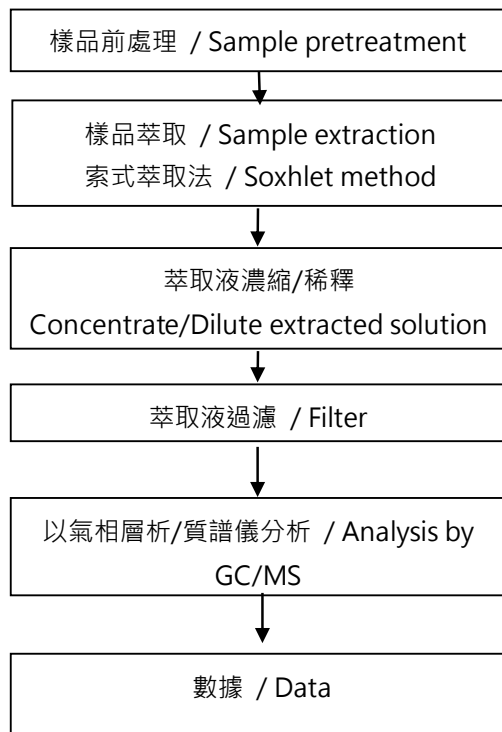 樣品前處理 / Sample pretreatment
樣品萃取 / Sample extraction
索式萃取法 / Soxhlet method
萃取液濃縮/稀釋
Concentrate/Dilute extracted solution
萃取液過濾 / Filter
以氣相層析/質譜儀分析 / Analysis by
GC/MS
數據 / Data